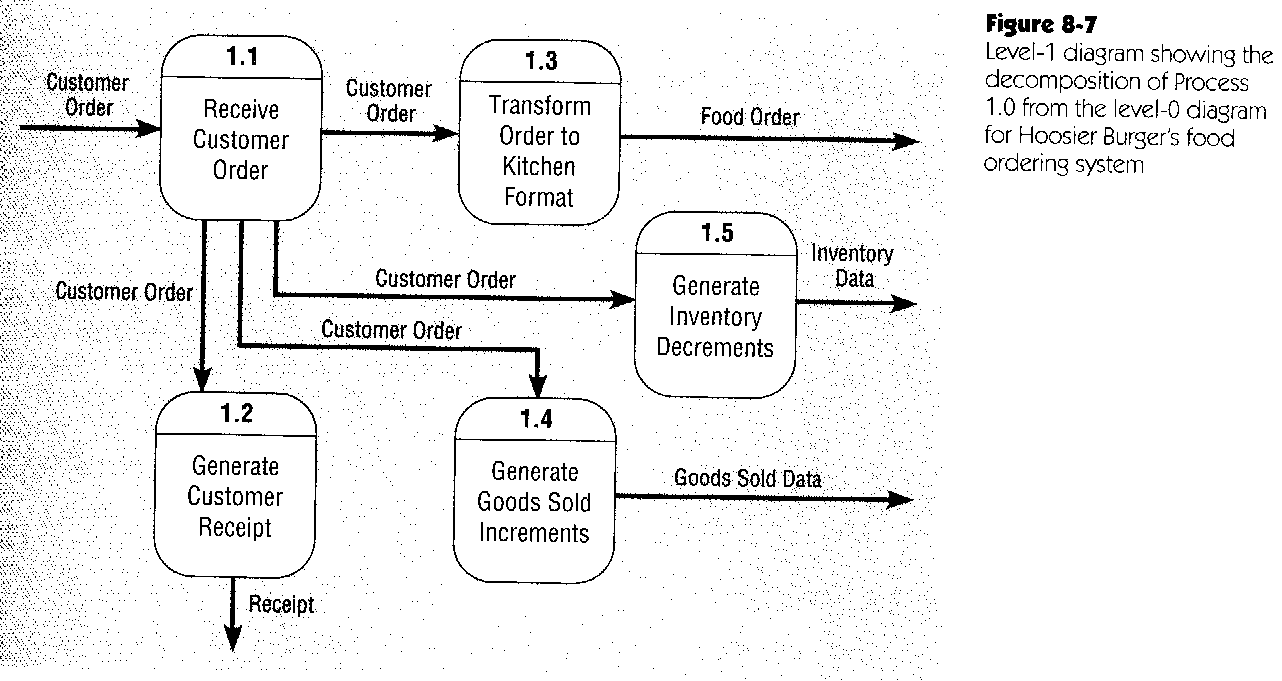 Figure 8-7
Level-1 diagram showing the
decomposition of Process
1.0 from the level-0 diagram
for Hoosier Burger's food
ordering system
Customer
Order
1.1
Receive
Customer
Order
Customer
Order
1.3
Transform
Order to
Kitchen
Format
Food Order
Customer Order
1.5
Generate
Inventory
Decrements
Inventory
Data
Customer Order
Customer Order
1.2
Generate
Customer
Receipt
Receipt
1.4
Generate
Goods Sold
Increments
Goods Sold Data